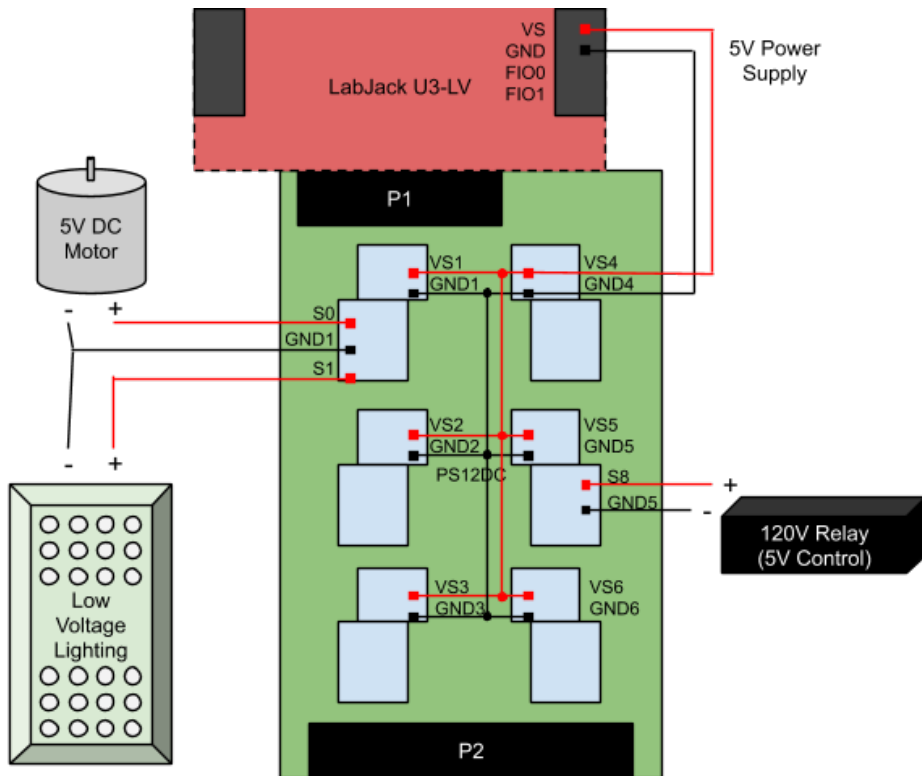 VS
GND
FIO0
FIO1
LabJack U3-LV
5V Power
Supply
P1
5V DC
Motor
- +
VS1
GND1
VS4
GND4
S0
GND1
S1
VS2
GND2
PS12DC
VS5
GND5
S8
GND5
- +
+
-
120V Relay
(5V Control)
Low
Voltage
Lighting
VS3
GND3
VS6
GND6
P2